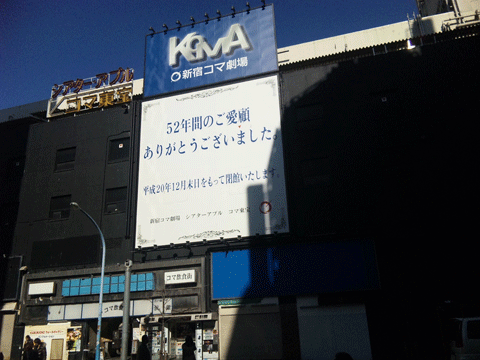 KOMA
新宿コマ劇場
シアターアプル
コマ東宝
52年間のご愛顧
ありがとうございました。
平成20年12月末日をもって閉館いたします。
新宿コマ劇場 シアターアプル コマ東宝
コマ飲食街